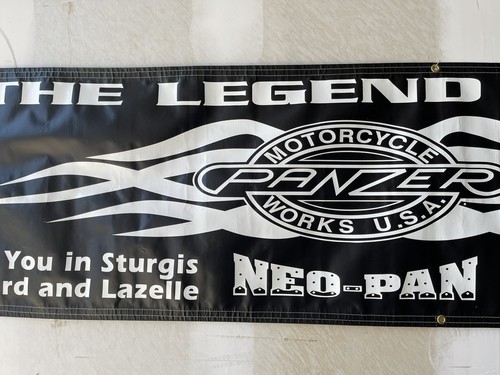 THE LEGEND
MOTORCYCLE
PANZER
WORKS U.S.A.
You in Sturgis
rd and Lazelle
NEO-PAN